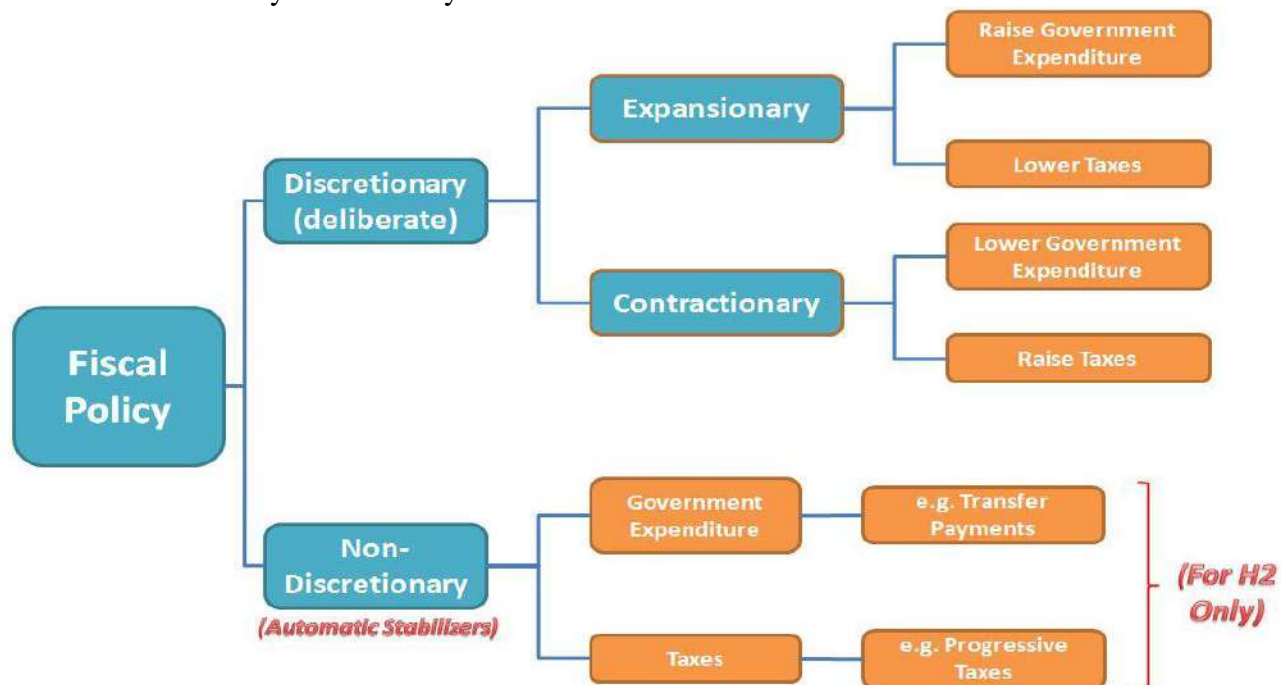 Raise Government
Expenditure
Expansionary
Lower Taxes
Discretionary
(deliberate)
Lower Government
Expenditure
Contractionary
Raise Taxes
Fiscal
Policy
Government
Expenditure
e.g. Transfer
Payments
Non-
Discretionary
(Automatic Stabilizers)
(For H2
Only)
Taxes
e.g. Progressive
Taxes